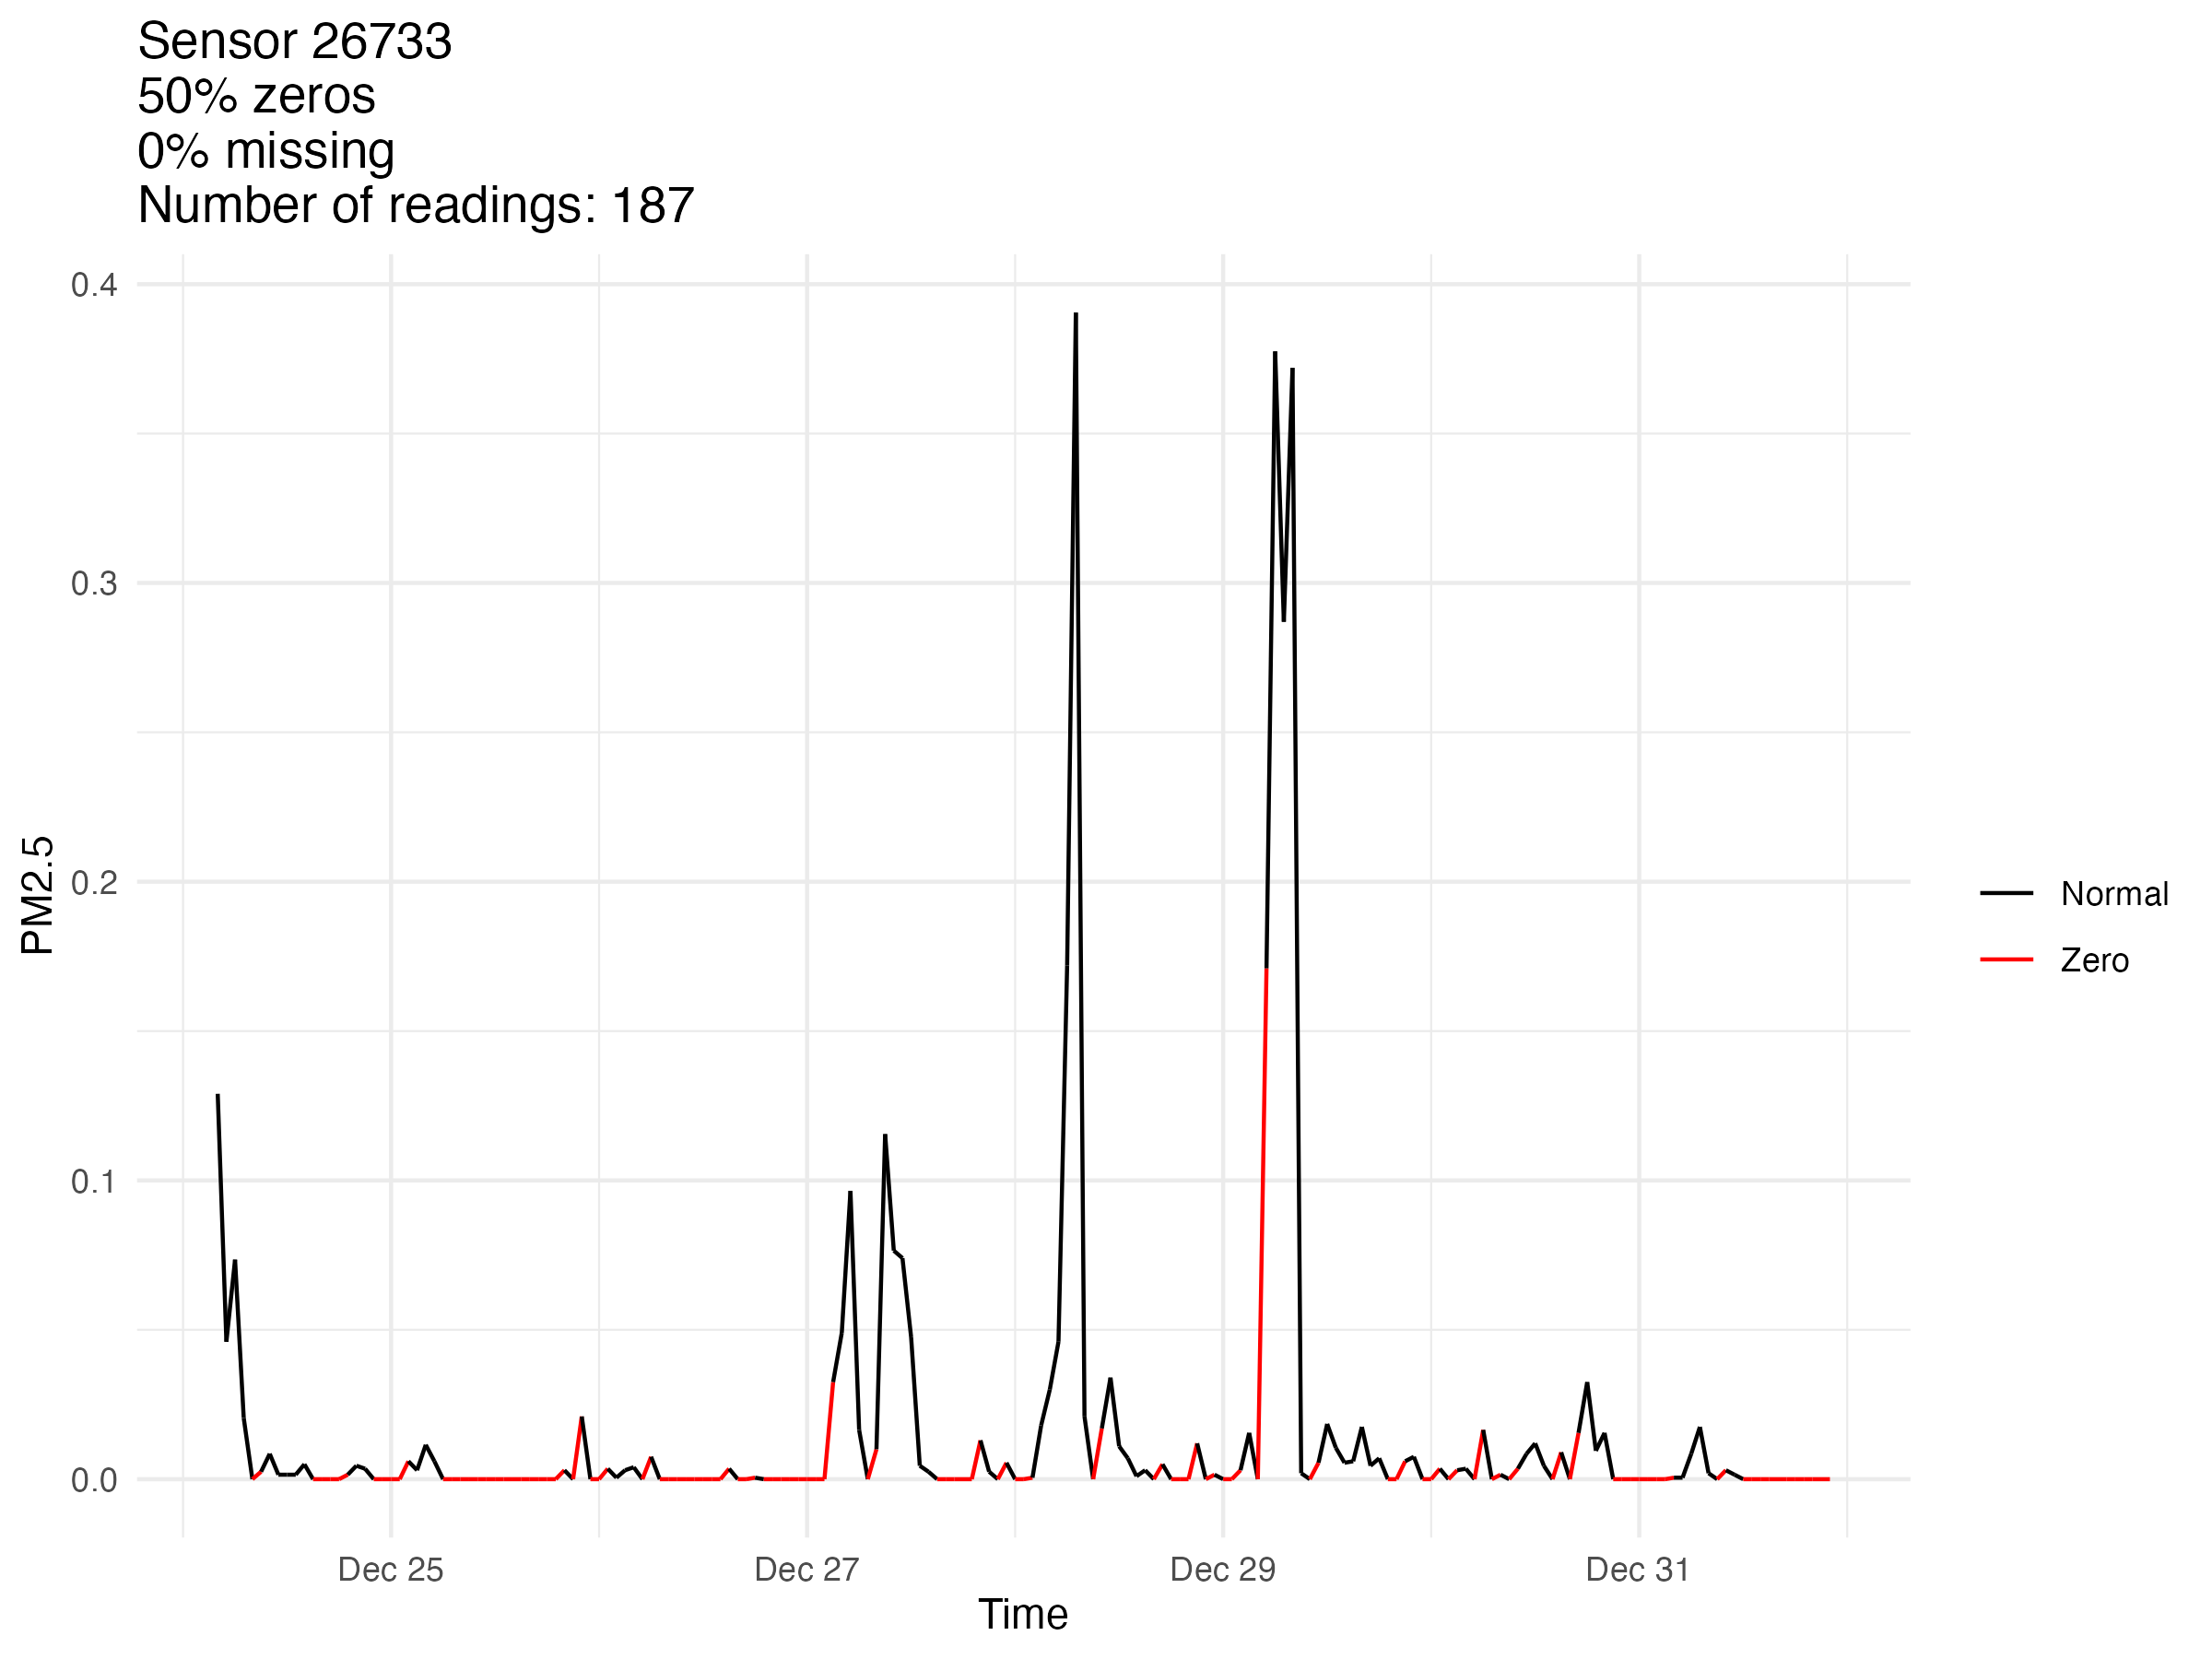 Sensor 26733
50% zeros
0% missing
Number of readings: 187
0.4
0.3
0.2
0.1
0.0
PM2.5
Dec 25
Dec 27
Dec 29
Dec 31
Time
Normal
Zero